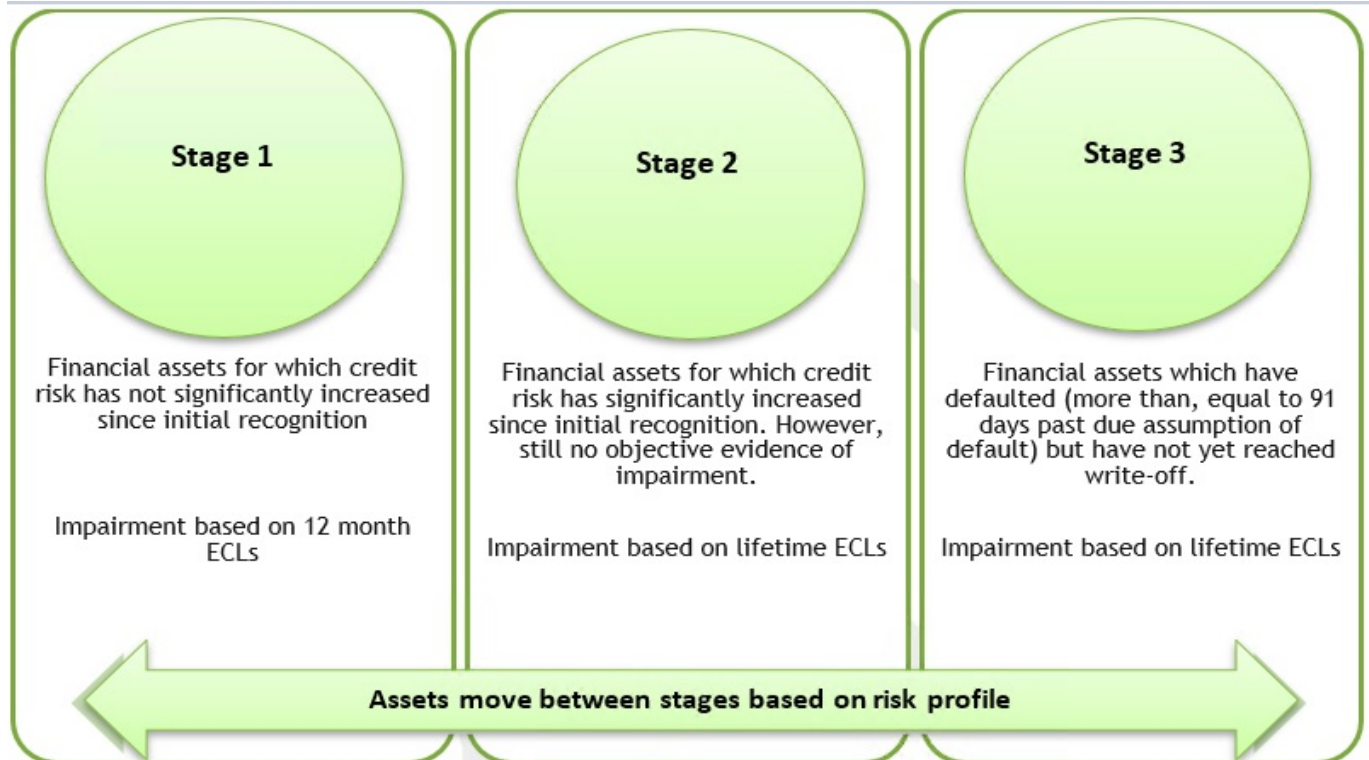 Stage 1
Financial assets for which credit
risk has not significantly increased
since initial recognition
Impairment based on 12 month
ECLs
Stage 2
Financial assets for which credit
risk has significantly increased
since initial recognition. However,
still no objective evidence of
impairment.
Impairment based on lifetime ECLs
Stage 3
Financial assets which have
defaulted (more than, equal to 91
days past due assumption of
default) but have not yet reached
write-off.
Impairment based on lifetime ECLs
Assets move between stages based on risk profile